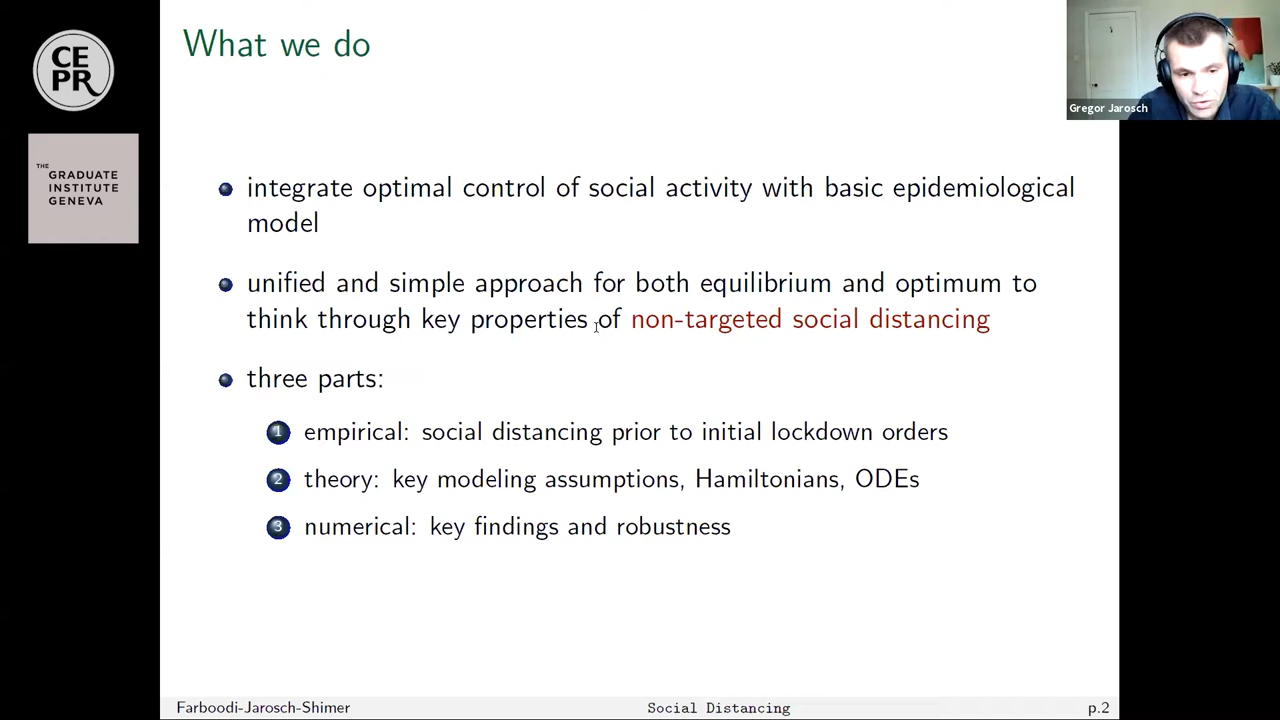 What we do
CE
PR
THE
GRADUATE
INSTITUTE
GENEVA
Gregor Jarosch
integrate optimal control of social activity with basic epidemiological
model
unified and simple approach for both equilibrium and optimum to
think through key properties of non-targeted social distancing
three parts:
1 empirical: social distancing prior to initial lockdown orders
2 theory: key modeling assumptions, Hamiltonians, ODEs
3 numerical: key findings and robustness
Farboodi-Jarosch-Shimer Social Distancing p.2